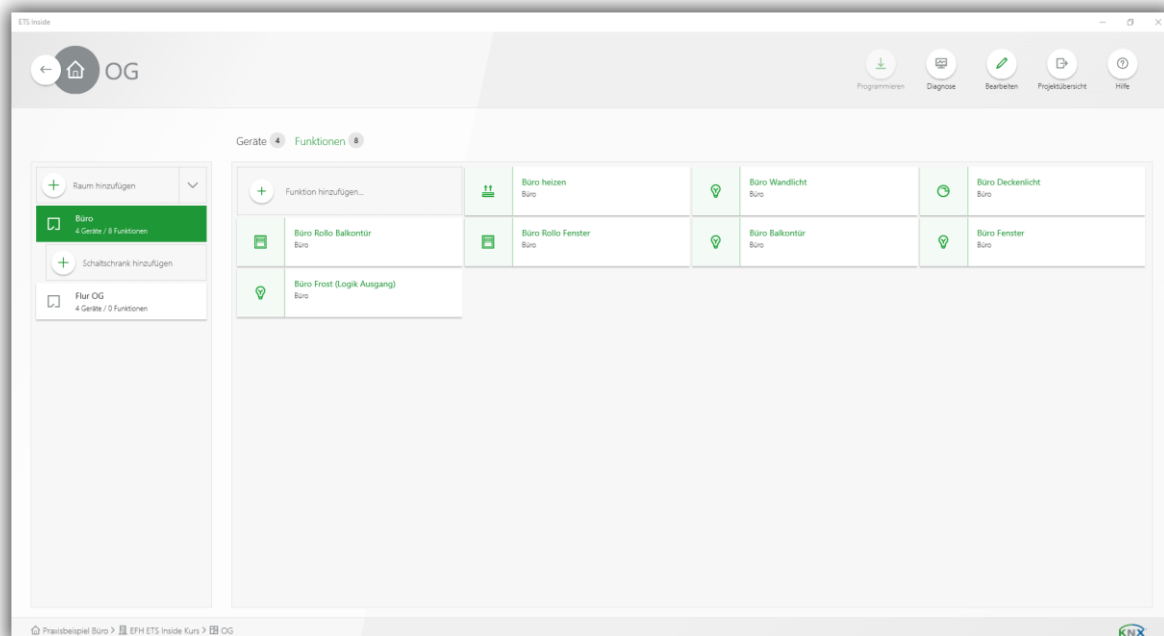 ETS Inside
OG
Programmieren
Diagnose
Bearbeiten
Projektübersicht
Hilfe
Geräte 4 Funktionen 8
Raum hinzufügen
Büro
4 Geräte / 8 Funktionen
Schaltschrank hinzufügen
Flur OG
4 Geräte / 0 Funktionen
Funktion hinzufügen...
Büro heizen
Büro
Büro Wandlicht
Büro
Büro Deckenlicht
Büro
Büro Rollo Balkontür
Büro
Büro Rollo Fenster
Büro
Büro Balkontür
Büro
Büro Fenster
Büro
Büro Frost (Logik Ausgang)
Büro
Praxisbeispiel Büro > EFH ETS Inside Kurs > OG
KNX